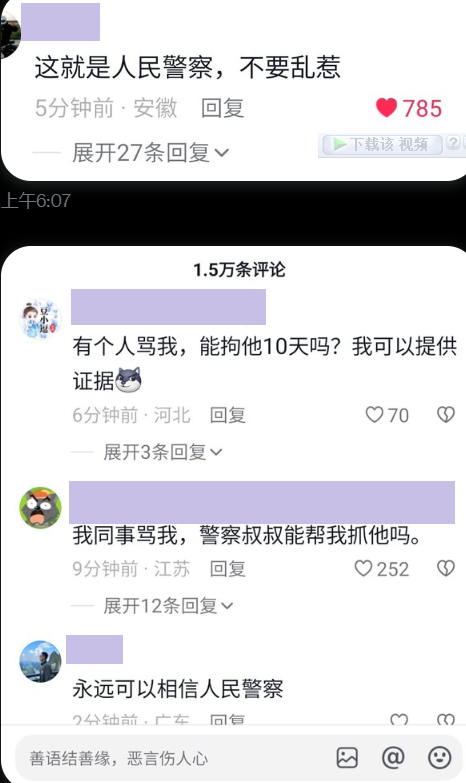 这就是人民警察，不要乱惹
5分钟前 · 安徽 回复 785
展开27条回复
下载该 视频 ?
上午6:07
1.5万条评论
豆小逗
有个人骂我，能拘他10天吗？我可以提供
证据
6分钟前 · 河北 回复 70
展开3条回复
我同事骂我，警察叔叔能帮我抓他吗。
9分钟前 · 江苏 回复 252
展开12条回复
永远可以相信人民警察
2分钟前 · 广东 回复
善语结善缘，恶言伤人心 @